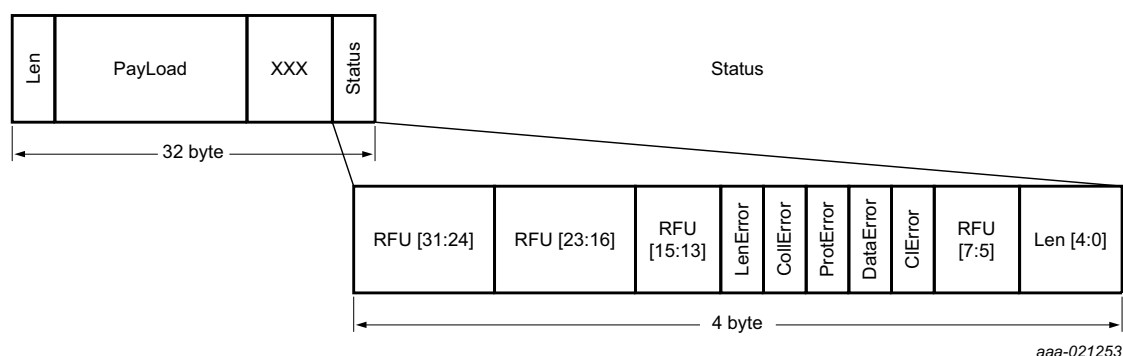 Len
PayLoad
XXX
Status
Status
32 byte
RFU [31:24]
RFU [23:16]
RFU
[15:13]
LenError
CollError
ProtError
DataError
ClError
RFU
[7:5]
Len [4:0]
4 byte
aaa-021253